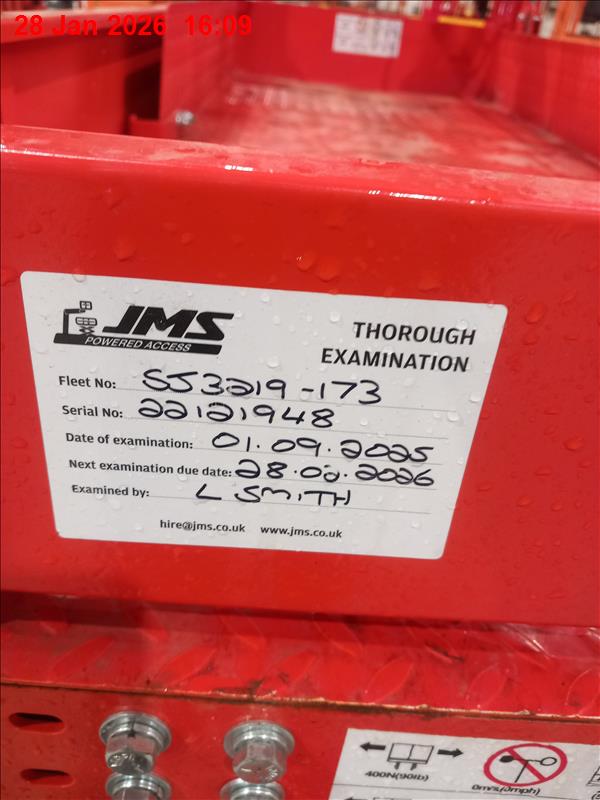 28 Jan 2026 16:09
JMS
POWERED ACCESS
THOROUGH
EXAMINATION
Fleet No: SJ3219-173
Serial No: 22121948
Date of examination: 01.09.2025
Next examination due date: 28.02.2026
Examined by: L SMITH
hire@jms.co.uk www.jms.co.uk
400N(90lb)
0m/s(0mph)